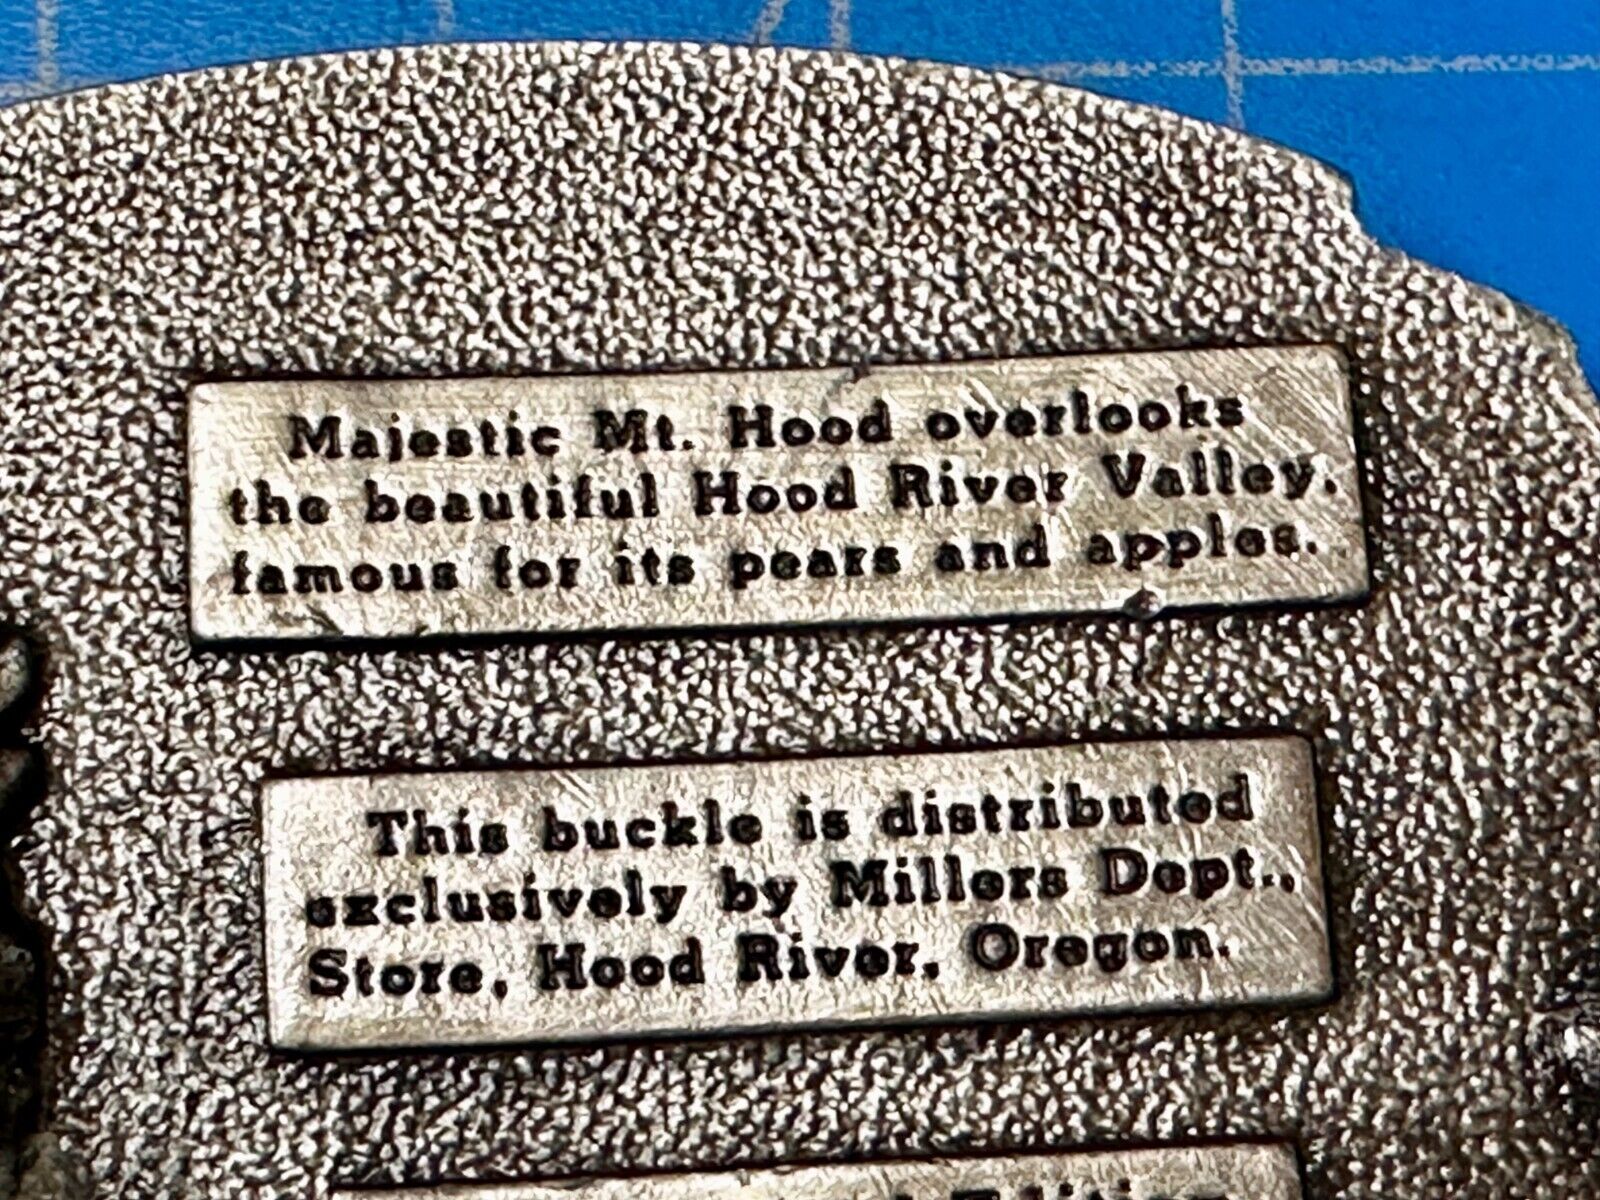 Majestic Mt. Hood overlooks
the beautiful Hood River Valley,
famous for its pears and apples.
This buckle is distributed
exclusively by Millers Dept.,
Store, Hood River, Oregon.
Edition